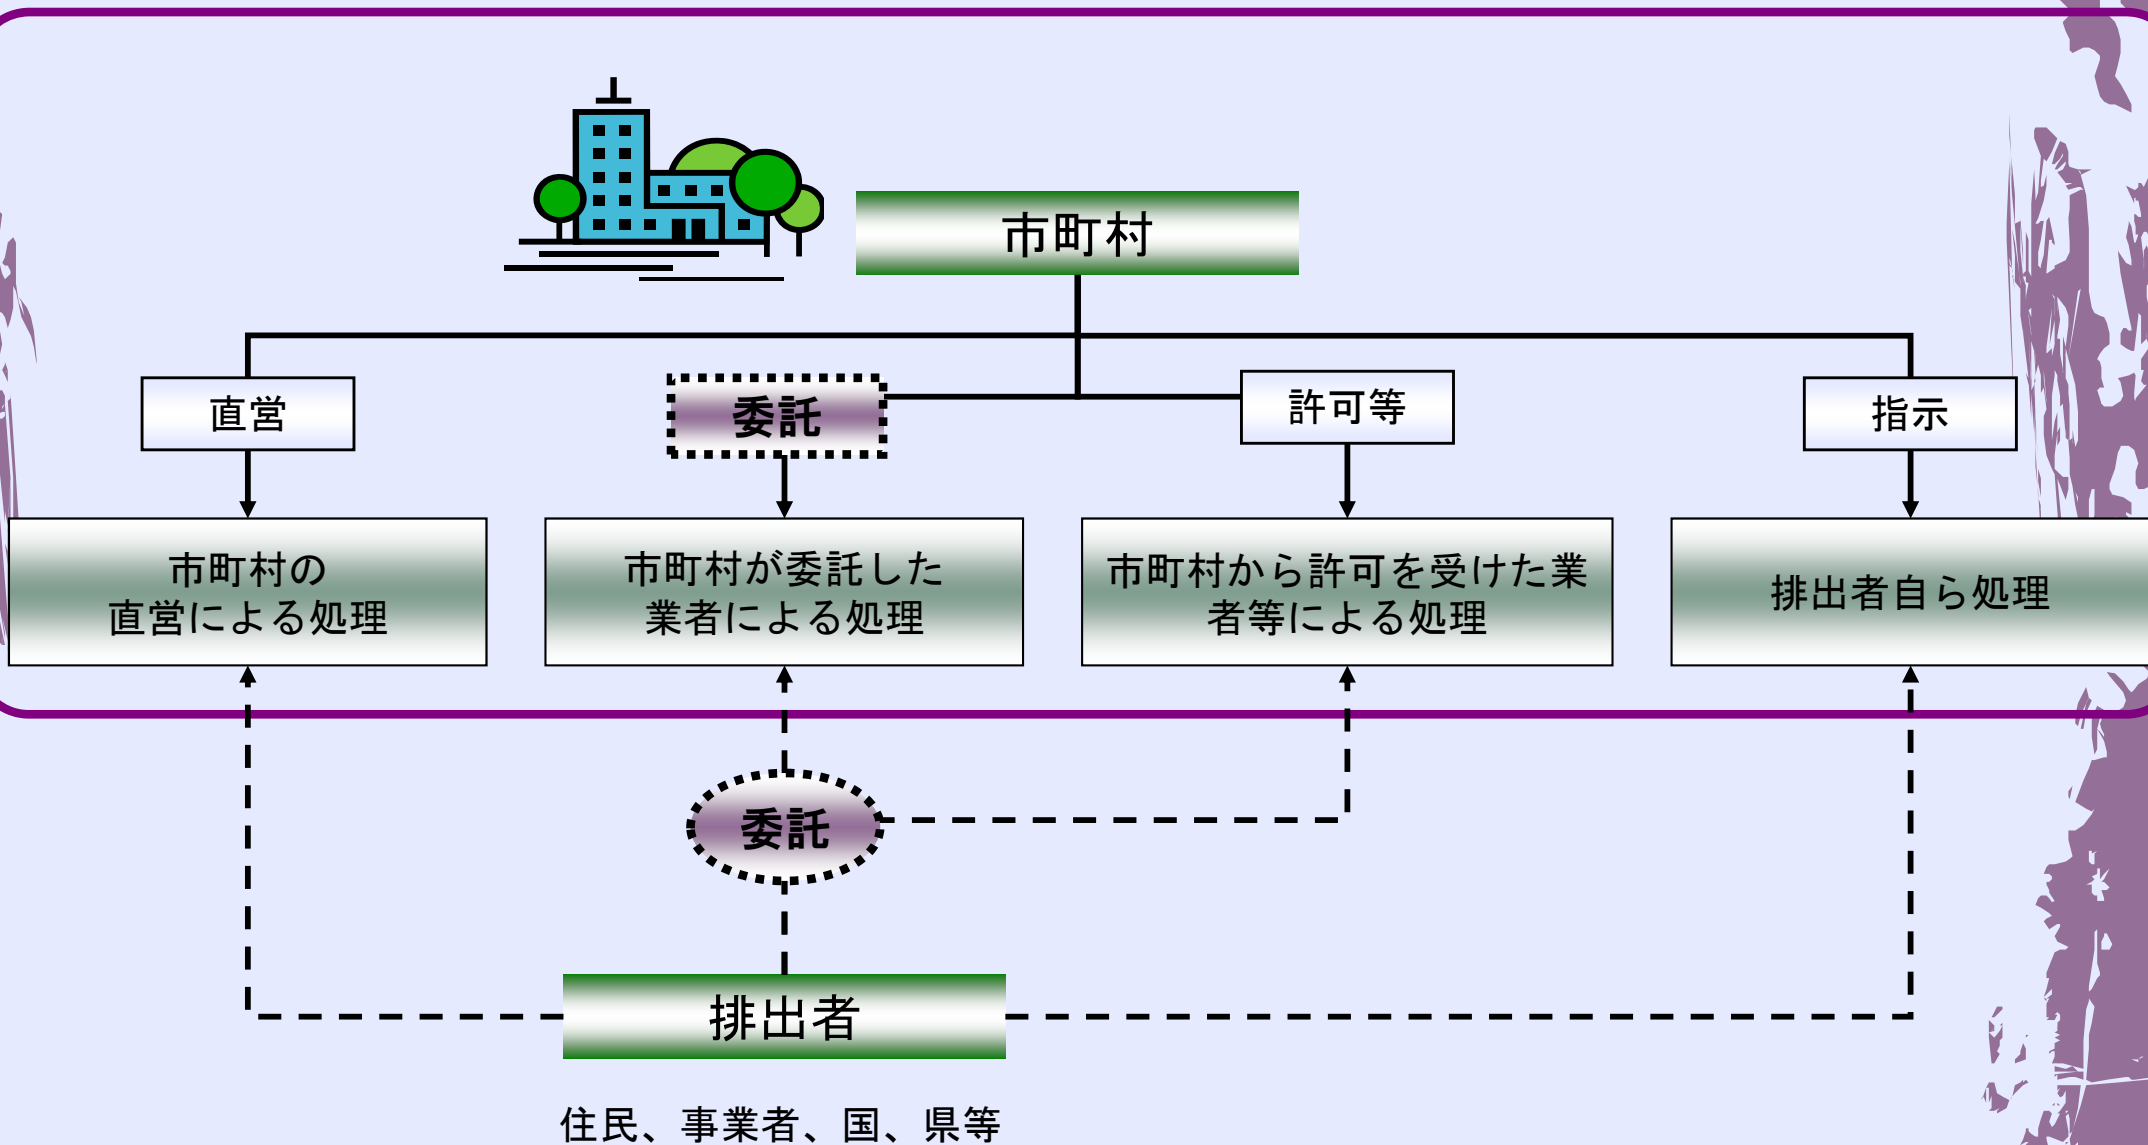 市町村
直営
委託
許可等
指示
市町村の
直営による処理
市町村が委託した
業者による処理
市町村から許可を受けた業
者等による処理
排出者自ら処理
委託
排出者
住民、事業者、国、県等